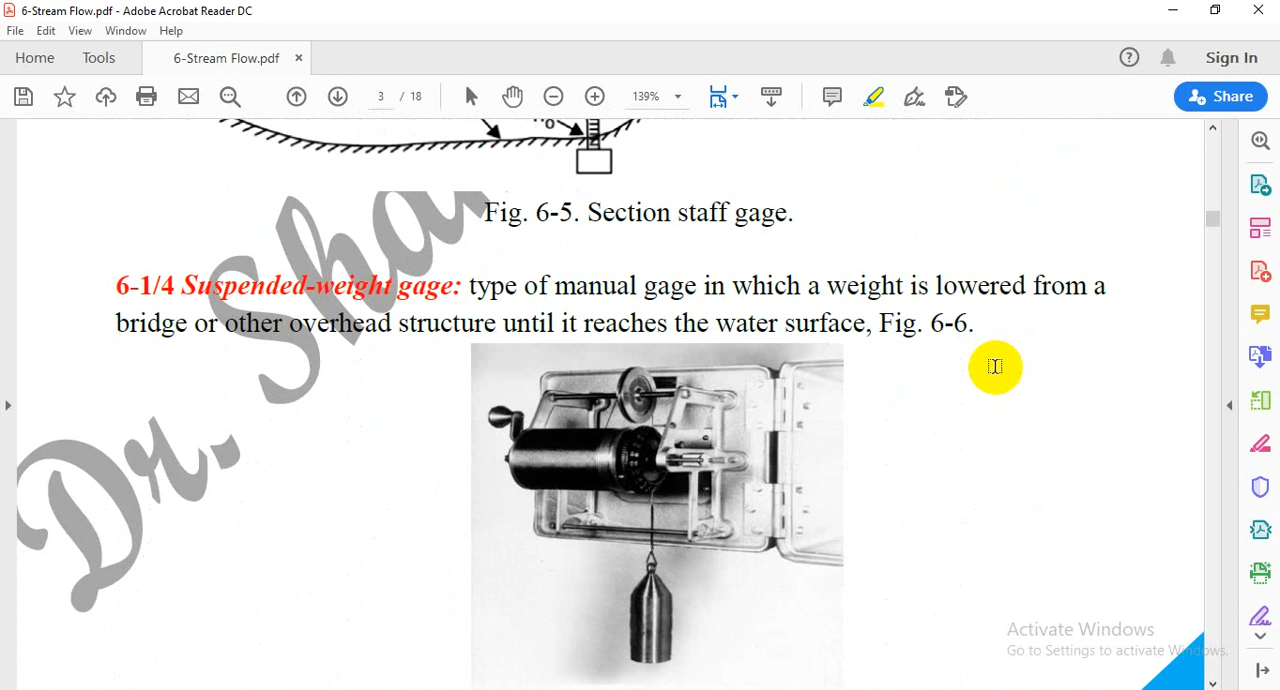 6-Stream Flow.pdf - Adobe Acrobat Reader DC
File Edit View Window Help
Home Tools 6-Stream Flow.pdf × Sign In
3 / 18 139% Share
H0
Fig. 6-5. Section staff gage.
6-1/4 Suspended-weight gage: type of manual gage in which a weight is lowered from a
bridge or other overhead structure until it reaches the water surface, Fig. 6-6.
Dr. Sha
Activate Windows
Go to Settings to activate Windows.